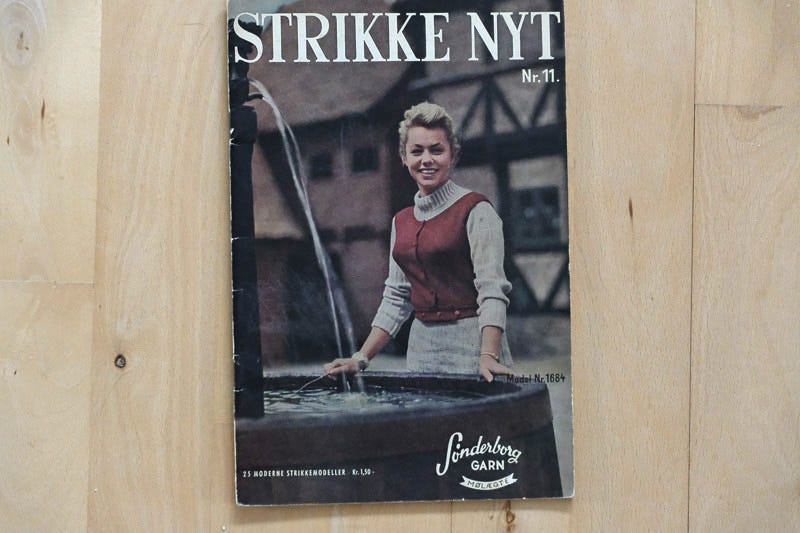 STRIKKE NYT
Nr. 11.
Model Nr. 1684
Sønderborg
GARN
MØLÆGTE
25 MODERNE STRIKKEMODELLER Kr. 1,50 -